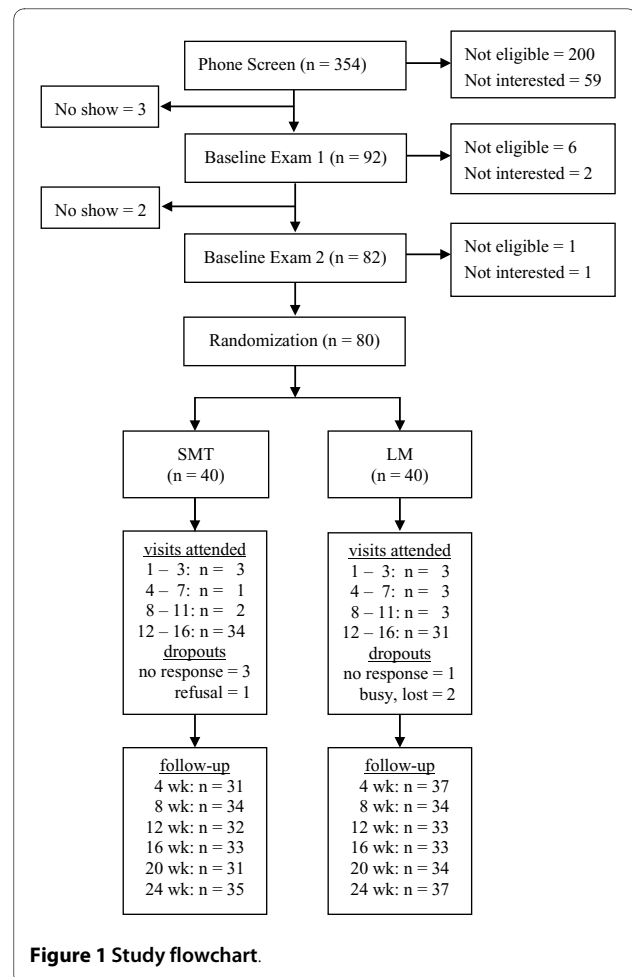 Phone Screen (n = 354)
Not eligible = 200
Not interested = 59
No show = 3
Baseline Exam 1 (n = 92)
Not eligible = 6
Not interested = 2
No show = 2
Baseline Exam 2 (n = 82)
Not eligible = 1
Not interested = 1
Randomization (n = 80)
SMT
(n = 40)
LM
(n = 40)
visits attended
1 – 3: n = 3
4 – 7: n = 1
8 – 11: n = 2
12 – 16: n = 34
dropouts
no response = 3
refusal = 1
visits attended
1 – 3: n = 3
4 – 7: n = 3
8 – 11: n = 3
12 – 16: n = 31
dropouts
no response = 1
busy, lost = 2
follow-up
4 wk: n = 31
8 wk: n = 34
12 wk: n = 32
16 wk: n = 33
20 wk: n = 31
24 wk: n = 35
follow-up
4 wk: n = 37
8 wk: n = 34
12 wk: n = 33
16 wk: n = 33
20 wk: n = 34
24 wk: n = 37
Figure 1 Study flowchart.